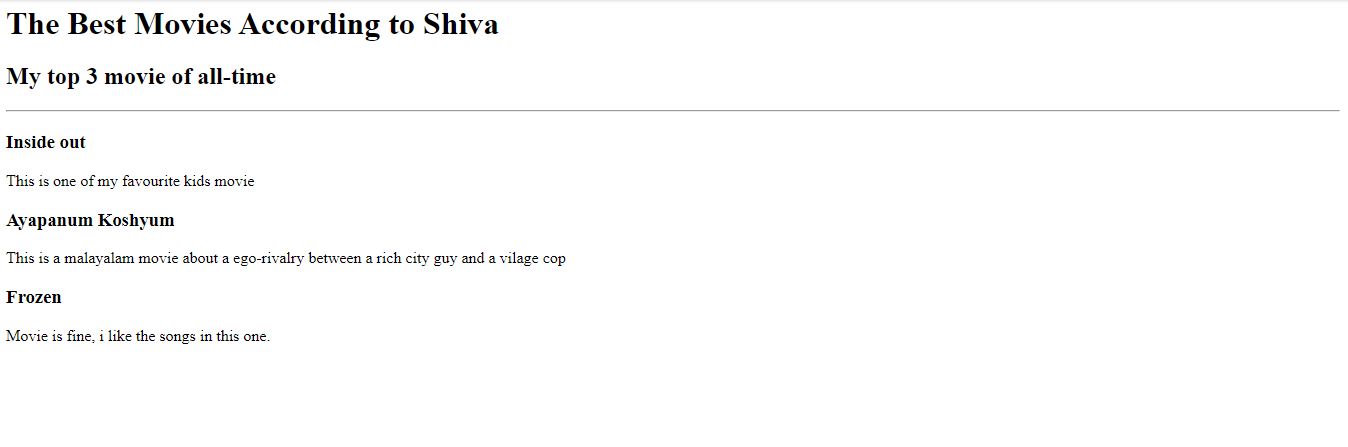 The Best Movies According to Shiva
My top 3 movie of all-time
Inside out
This is one of my favourite kids movie
Ayapanum Koshyum
This is a malayalam movie about a ego-rivalry between a rich city guy and a vilage cop
Frozen
Movie is fine, i like the songs in this one.